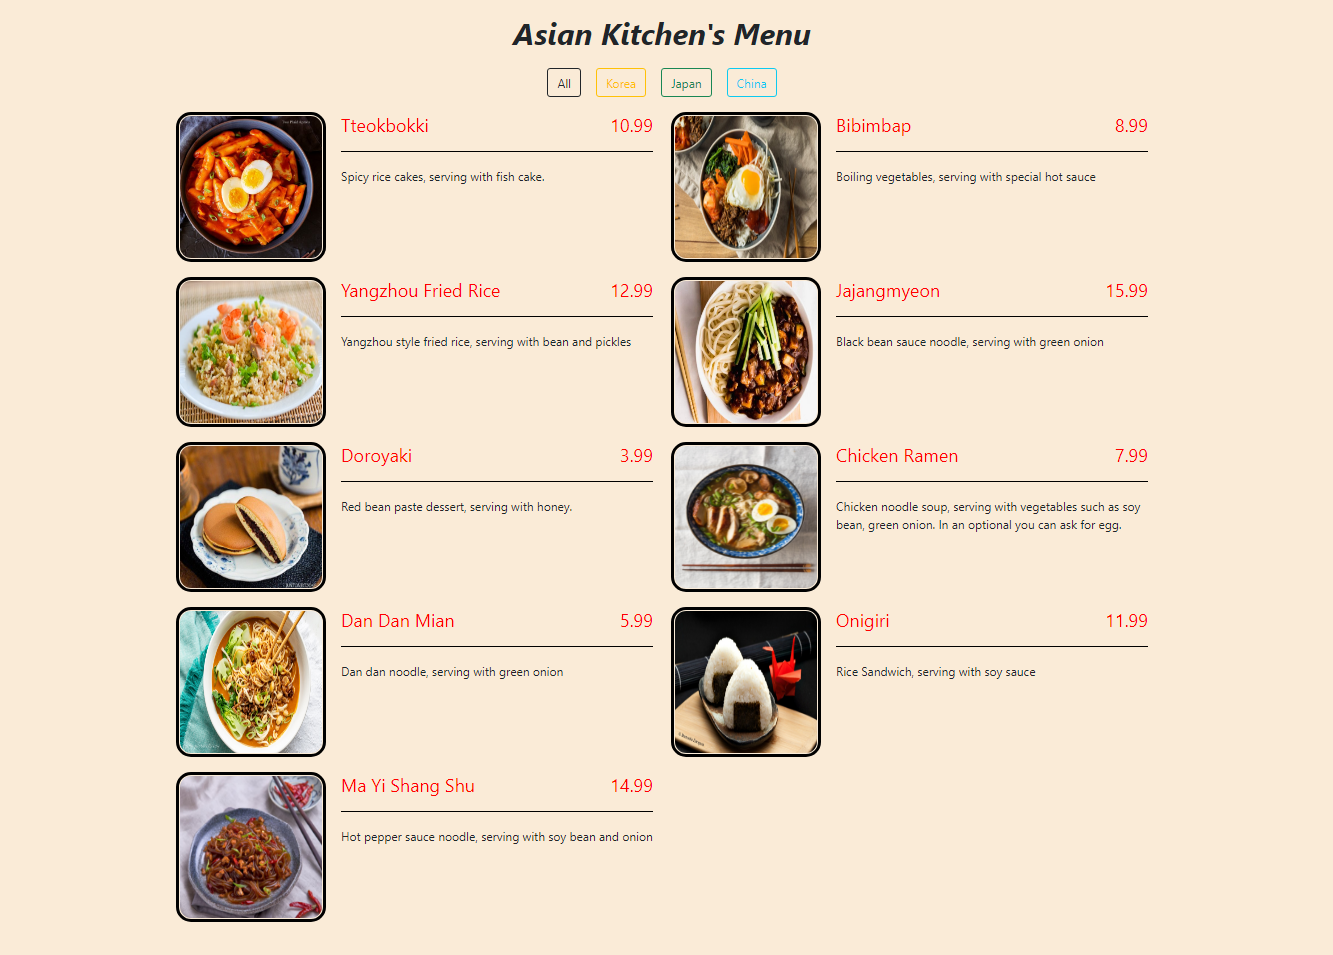 Asian Kitchen's Menu
All Korea Japan China
Tteokbokki 10.99
Spicy rice cakes, serving with fish cake.
Bibimbap 8.99
Boiling vegetables, serving with special hot sauce
Yangzhou Fried Rice 12.99
Yangzhou style fried rice, serving with bean and pickles
Jajangmyeon 15.99
Black bean sauce noodle, serving with green onion
Doroyaki 3.99
Red bean paste dessert, serving with honey.
Chicken Ramen 7.99
Chicken noodle soup, serving with vegetables such as soy
bean, green onion. In an optional you can ask for egg.
Dan Dan Mian 5.99
Dan dan noodle, serving with green onion
Onigiri 11.99
Rice Sandwich, serving with soy sauce
Ma Yi Shang Shu 14.99
Hot pepper sauce noodle, serving with soy bean and onion